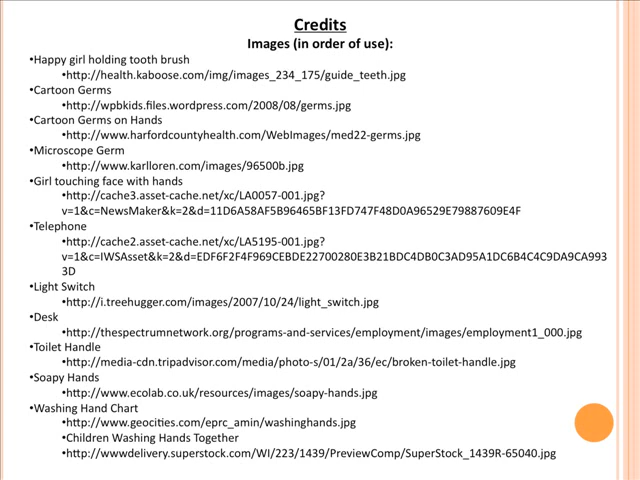 Credits
Images (in order of use):
•Happy girl holding tooth brush
•http://health.kaboose.com/img/images_234_175/guide_teeth.jpg
•Cartoon Germs
•http://wpbkids.files.wordpress.com/2008/08/germs.jpg
•Cartoon Germs on Hands
•http://www.harfordcountyhealth.com/WebImages/med22-germs.jpg
•Microscope Germ
•http://www.karlloren.com/images/96500b.jpg
•Girl touching face with hands
•http://cache3.asset-cache.net/xc/LA0057-001.jpg?
v=1&c=NewsMaker&k=2&d=11D6A58AF5B96465BF13FD747F48D0A96529E79887609E4F
•Telephone
•http://cache2.asset-cache.net/xc/LA5195-001.jpg?
v=1&c=IWSAsset&k=2&d=EDF6F2F4F969CEBDE22700280E3B21BDC4DB0C3AD95A1DC6B4C4C9DA9CA993
3D
•Light Switch
•http://i.treehugger.com/images/2007/10/24/light_switch.jpg
•Desk
•http://thespectrumnetwork.org/programs-and-services/employment/images/employment1_000.jpg
•Toilet Handle
•http://media-cdn.tripadvisor.com/media/photo-s/01/2a/36/ec/broken-toilet-handle.jpg
•Soapy Hands
•http://www.ecolab.co.uk/resources/images/soapy-hands.jpg
•Washing Hand Chart
•http://www.geocities.com/eprc_amin/washinghands.jpg
•Children Washing Hands Together
•http://wwwdelivery.superstock.com/WI/223/1439/PreviewComp/SuperStock_1439R-65040.jpg